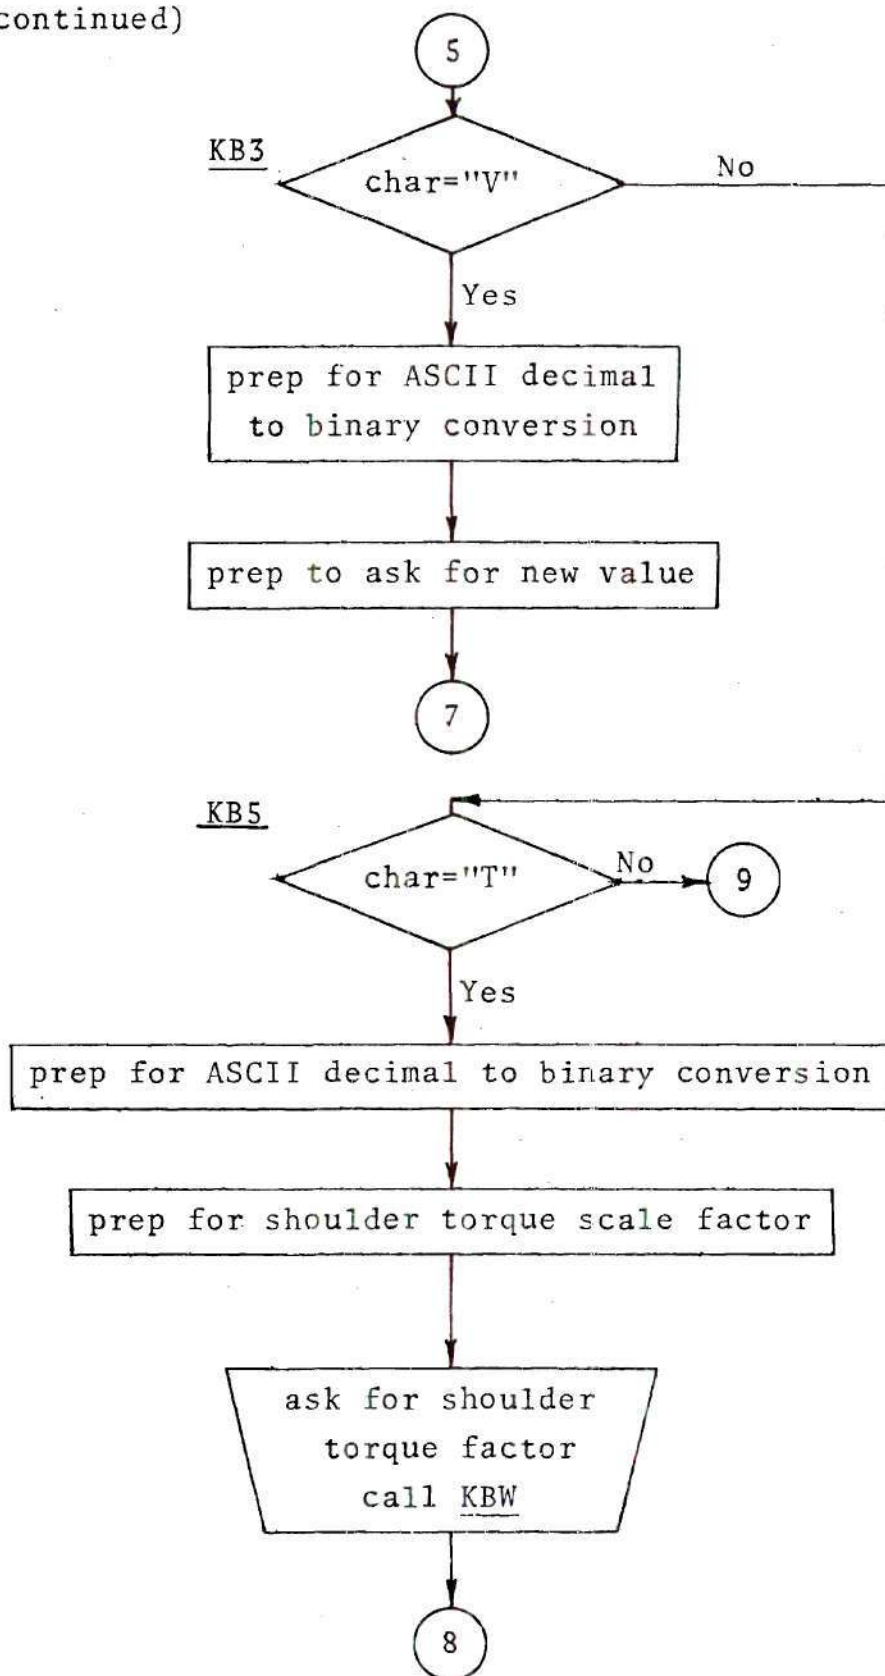 continued)
5
KB3
char="V"
No
Yes
prep for ASCII decimal
to binary conversion
prep to ask for new value
7
KB5
char="T"
No
9
Yes
prep for ASCII decimal to binary conversion
prep for shoulder torque scale factor
ask for shoulder
torque factor
call KBW
8